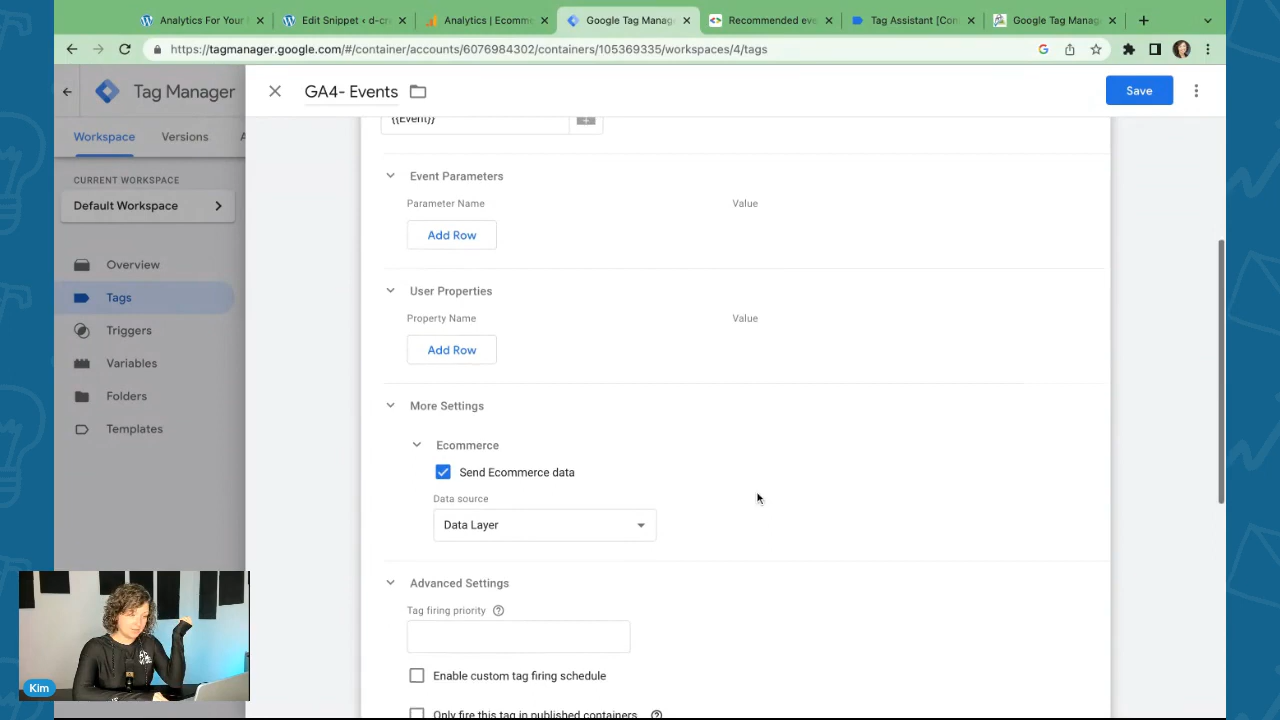 Analytics For Your
Edit Snippet ‹ d-cr
Analytics | Ecomm
Google Tag Manag
Recommended eve
Tag Assistant [Con
Google Tag Manag
https://tagmanager.google.com/#/container/accounts/6076984302/containers/105369335/workspaces/4/tags
Tag Manager
GA4- Events
Save
Workspace
Versions
A
CURRENT WORKSPACE
Default Workspace
Overview
Tags
Triggers
Variables
Folders
Templates
{{Event}}
Event Parameters
Parameter Name
Value
Add Row
User Properties
Property Name
Value
Add Row
More Settings
Ecommerce
Send Ecommerce data
Data source
Data Layer
Advanced Settings
Tag firing priority
Enable custom tag firing schedule
Only fire this tag in published containers
Kim